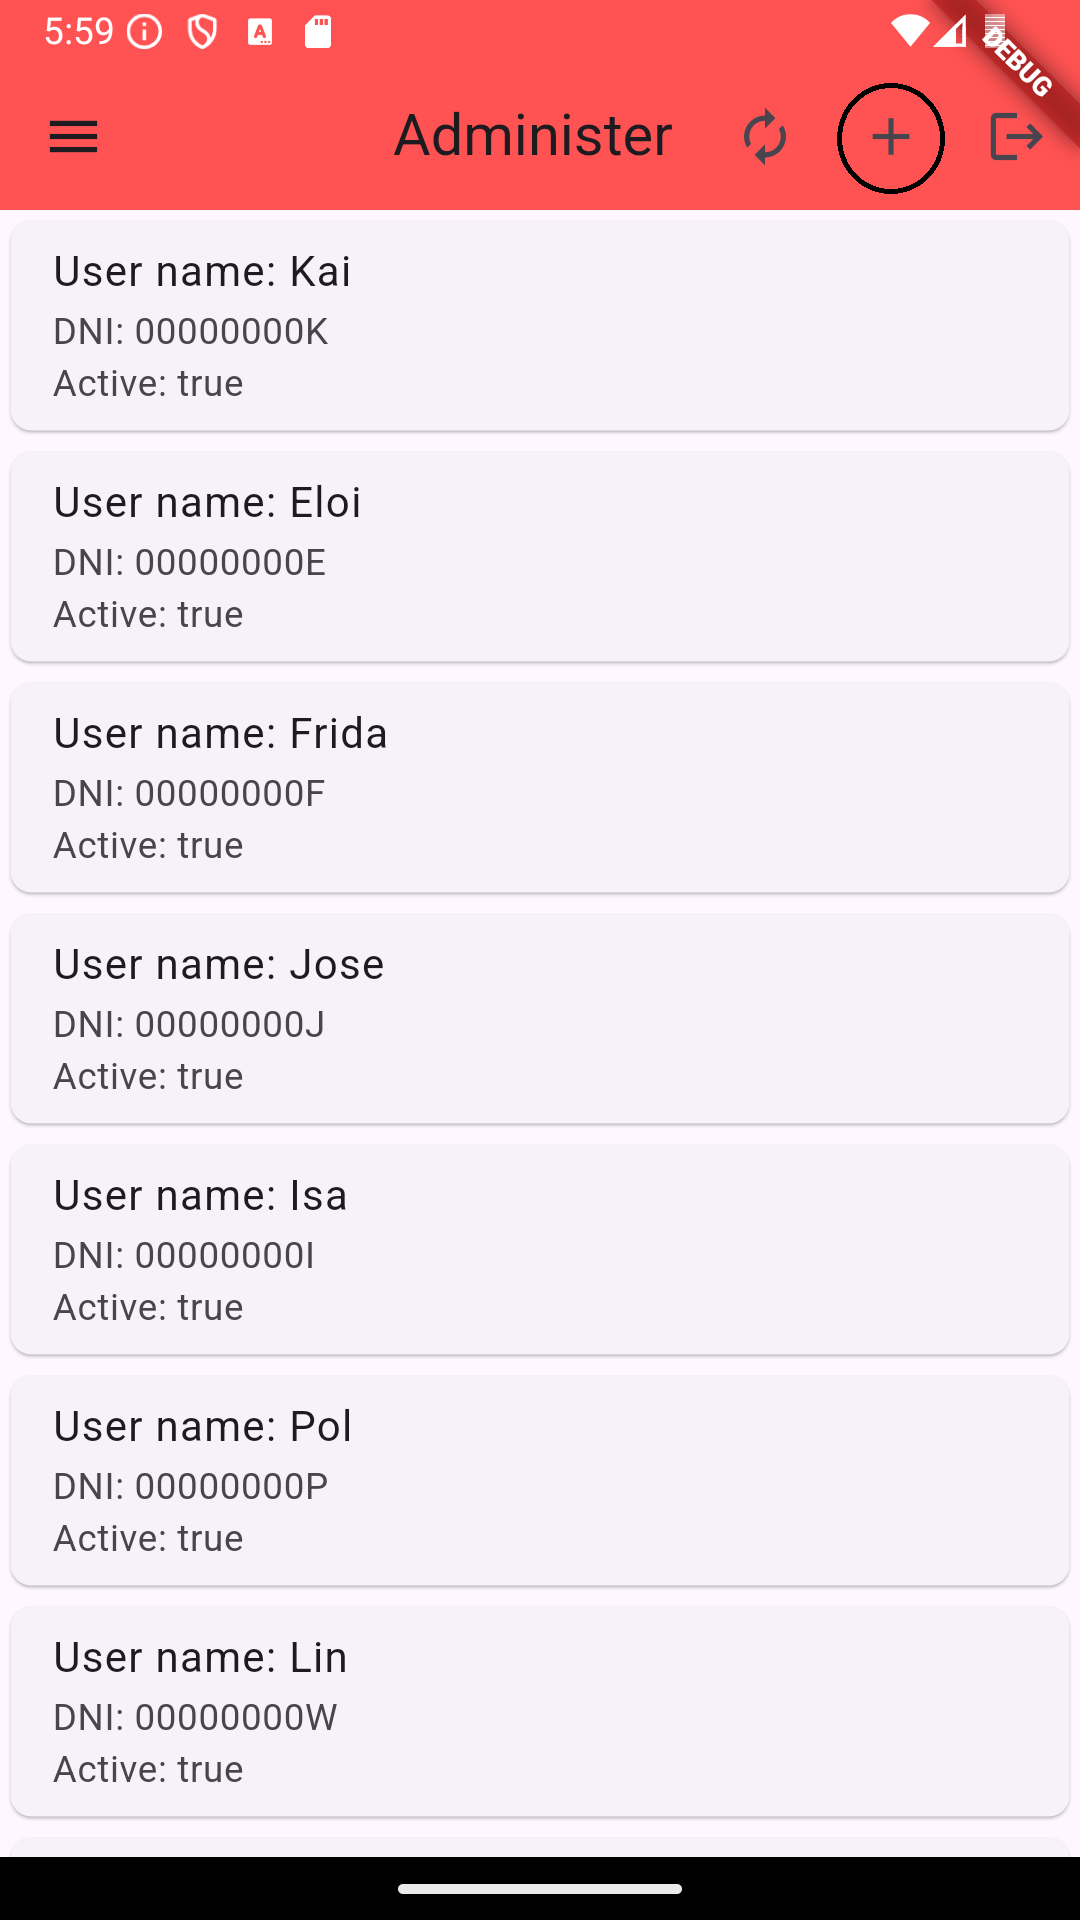 5:59
DEBUG
Administer
User name: Kai
DNI: 00000000K
Active: true
User name: Eloi
DNI: 00000000E
Active: true
User name: Frida
DNI: 00000000F
Active: true
User name: Jose
DNI: 00000000J
Active: true
User name: Isa
DNI: 00000000I
Active: true
User name: Pol
DNI: 00000000P
Active: true
User name: Lin
DNI: 00000000W
Active: true